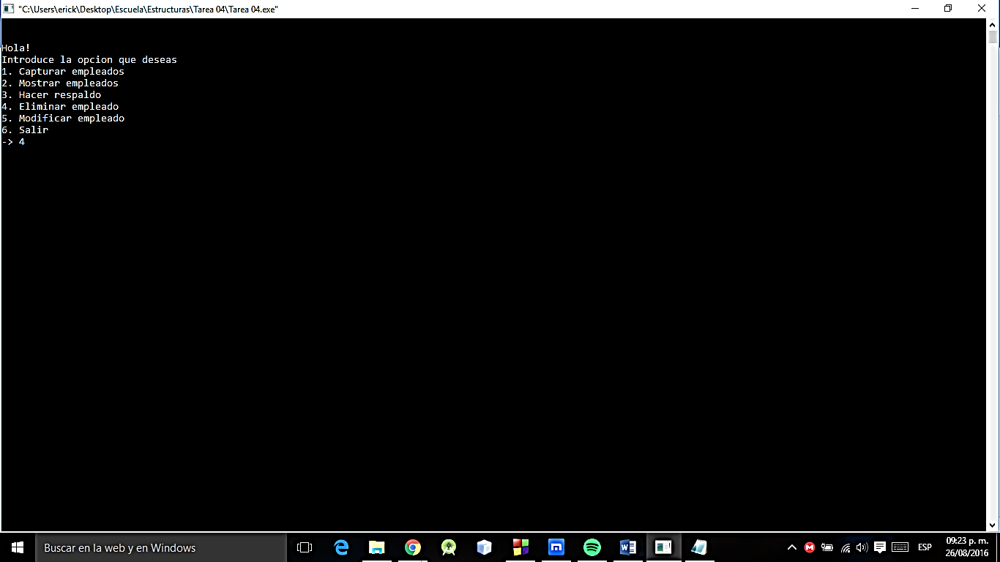 "C:\Users\erick\Desktop\Escuela\Estructuras\Tarea 04\Tarea 04.exe"
Hola!
Introduce la opcion que deseas
1. Capturar empleados
2. Mostrar empleados
3. Hacer respaldo
4. Eliminar empleado
5. Modificar empleado
6. Salir
-> 4
Buscar en la web y en Windows
ESP
09:23 p. m.
26/08/2016